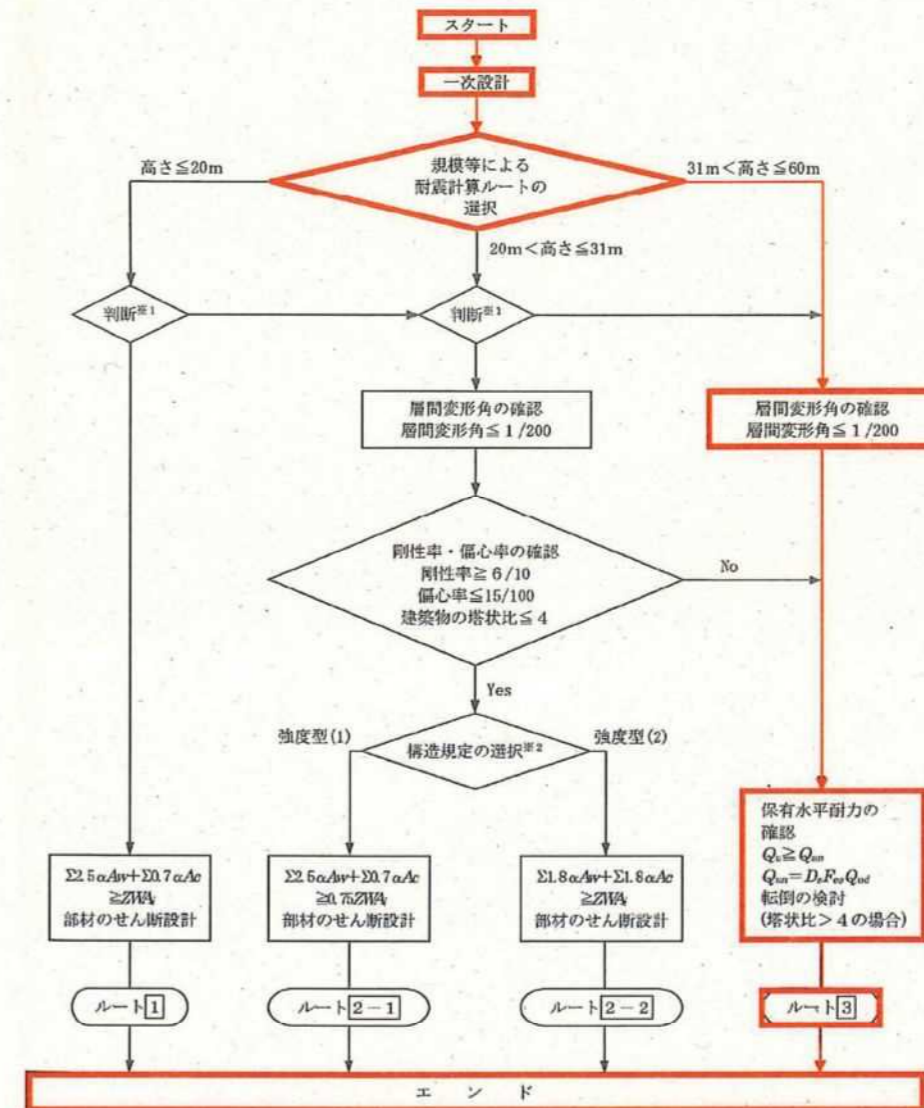 スタート
一次設計
高さ≦20m
規模等による
耐震計算ルートの
選択
31m＜高さ≦60m
20m＜高さ≦31m
判断※1
判断※1
層間変形角の確認
層間変形角≦1/200
層間変形角の確認
層間変形角≦1/200
剛性率・偏心率の確認
剛性率≧6/10
偏心率≦15/100
建築物の塔状比≦4
No
Yes
強度型(1)
構造規定の選択※2
強度型(2)
Σ2.5αAw+Σ0.7αAc
≧ZWAi
部材のせん断設計
Σ2.5αAw+Σ0.7αAc
≧0.75ZWAi
部材のせん断設計
Σ1.8αAw+Σ1.8αAc
≧ZWAi
部材のせん断設計
保有水平耐力の
確認
Qu≧Qun
Qun=DsFesQud
転倒の検討
(塔状比＞4の場合)
ルート1
ルート2－1
ルート2－2
ルート3
エンド